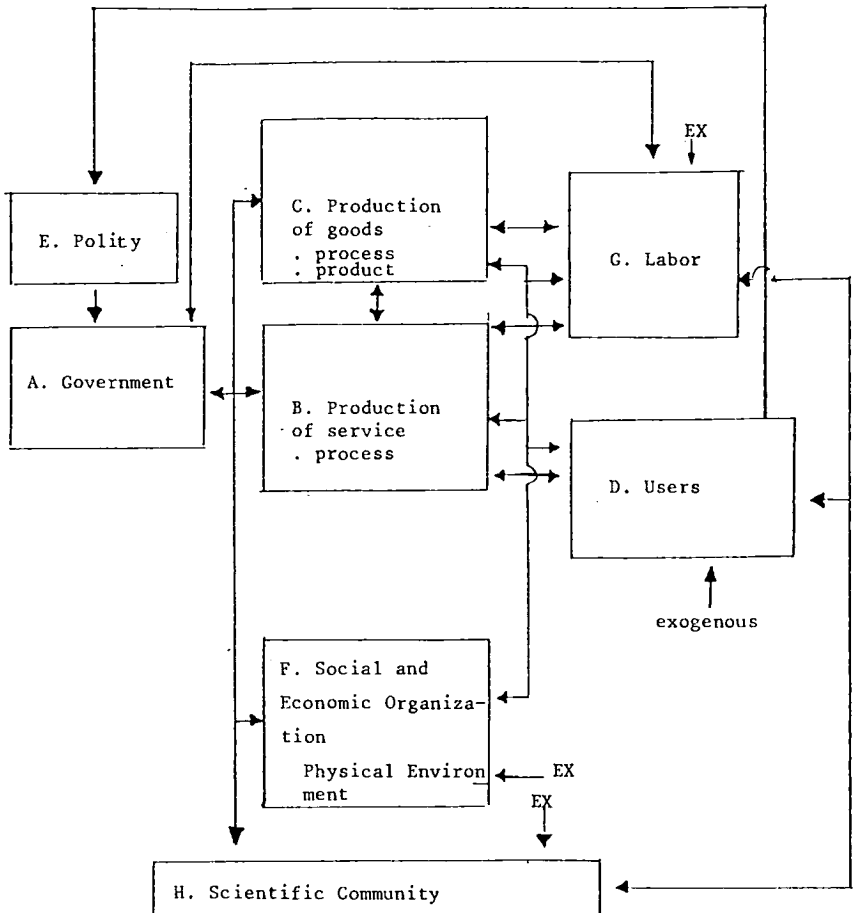 EX
E. Polity
C. Production
of goods
. process
. product
G. Labor
A. Government
B. Production
of service
. process
D. Users
exogenous
F. Social and
Economic Organiza-
tion
Physical Environ
ment
EX
EX
H. Scientific Community